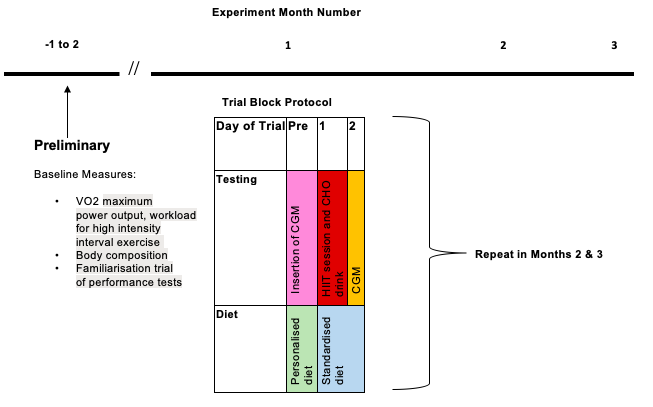 Experiment Month Number
-1 to 2
//
1
2
3
Trial Block Protocol
Day of Trial Pre 1 2
Preliminary
Baseline Measures:
• VO2 maximum
power output, workload
for high intensity
interval exercise
• Body composition
• Familiarisation trial
of performance tests
Testing
Insertion of CGM
HIIT session and CHO
drink
CGM
Diet
Personalised
diet
Standardised
diet
Repeat in Months 2 & 3